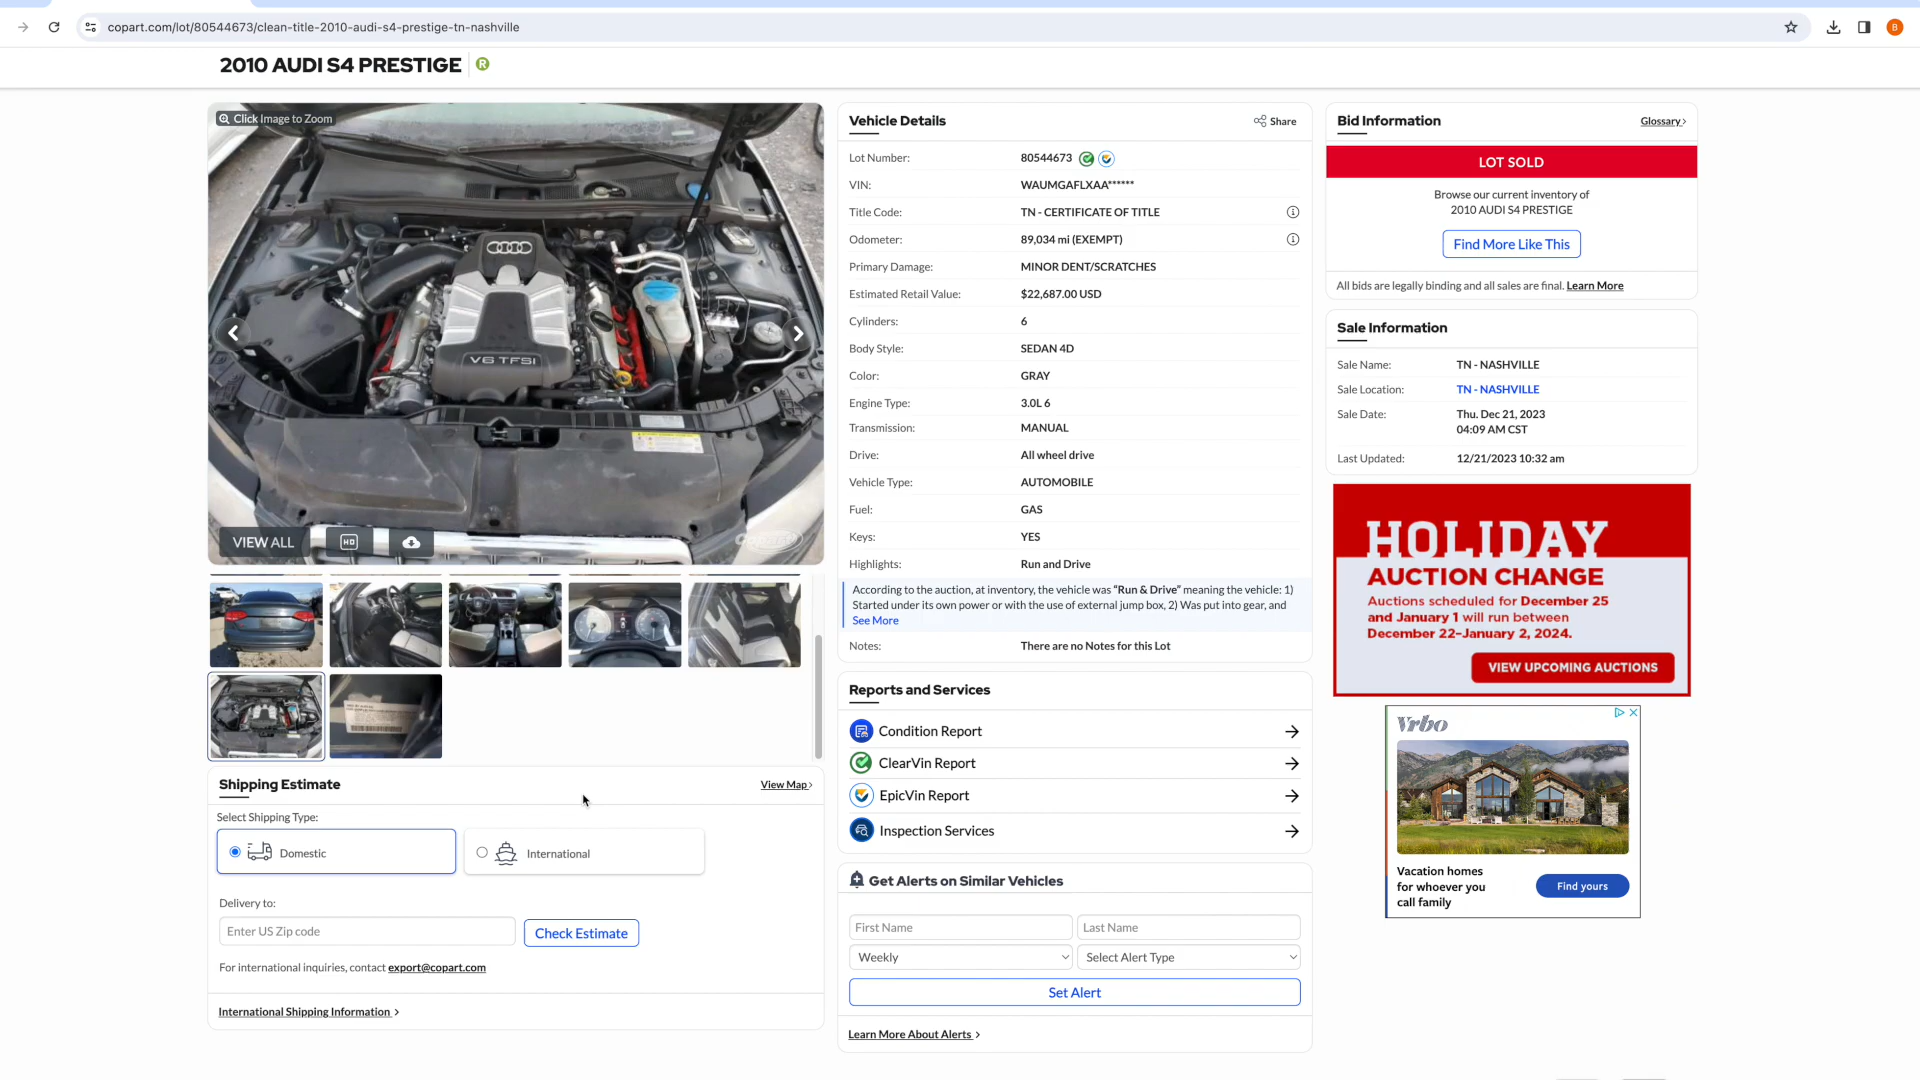 copart.com/lot/80544673/clean-title-2010-audi-s4-prestige-tn-nashville
B
2010 AUDI S4 PRESTIGE
R
Click Image to Zoom
V6 TFSI
VIEW ALL
HD
Copart
Shipping Estimate
View Map
Select Shipping Type:
Domestic
International
Delivery to:
Enter US Zip code
Check Estimate
For international inquiries, contact export@copart.com
International Shipping Information
Vehicle Details
Share
Lot Number: 80544673
VIN: WAUMGAFLXAA******
Title Code: TN - CERTIFICATE OF TITLE
Odometer: 89,034 mi (EXEMPT)
Primary Damage: MINOR DENT/SCRATCHES
Estimated Retail Value: $22,687.00 USD
Cylinders: 6
Body Style: SEDAN 4D
Color: GRAY
Engine Type: 3.0L 6
Transmission: MANUAL
Drive: All wheel drive
Vehicle Type: AUTOMOBILE
Fuel: GAS
Keys: YES
Highlights: Run and Drive
According to the auction, at inventory, the vehicle was “Run & Drive” meaning the vehicle: 1)
Started under its own power or with the use of external jump box, 2) Was put into gear, and
See More
Notes: There are no Notes for this Lot
Reports and Services
Condition Report
ClearVin Report
EpicVin Report
Inspection Services
Get Alerts on Similar Vehicles
First Name
Last Name
Weekly
Select Alert Type
Set Alert
Learn More About Alerts
Bid Information
Glossary
LOT SOLD
Browse our current inventory of
2010 AUDI S4 PRESTIGE
Find More Like This
All bids are legally binding and all sales are final. Learn More
Sale Information
Sale Name: TN - NASHVILLE
Sale Location: TN - NASHVILLE
Sale Date: Thu. Dec 21, 2023
04:09 AM CST
Last Updated: 12/21/2023 10:32 am
HOLIDAY
AUCTION CHANGE
Auctions scheduled for December 25
and January 1 will run between
December 22–January 2, 2024.
VIEW UPCOMING AUCTIONS
Vrbo
Vacation homes
for whoever you
call family
Find yours